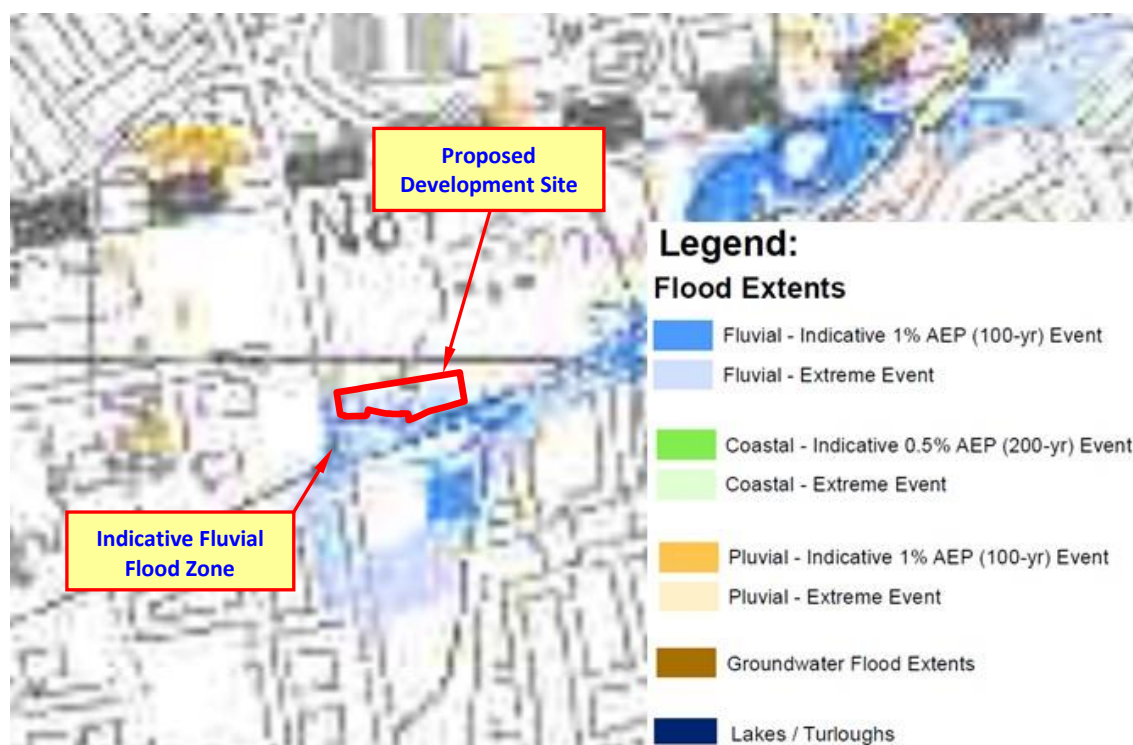 Proposed
Development Site
Indicative Fluvial
Flood Zone
Legend:
Flood Extents
Fluvial - Indicative 1% AEP (100-yr) Event
Fluvial - Extreme Event
Coastal - Indicative 0.5% AEP (200-yr) Event
Coastal - Extreme Event
Pluvial - Indicative 1% AEP (100-yr) Event
Pluvial - Extreme Event
Groundwater Flood Extents
Lakes / Turloughs